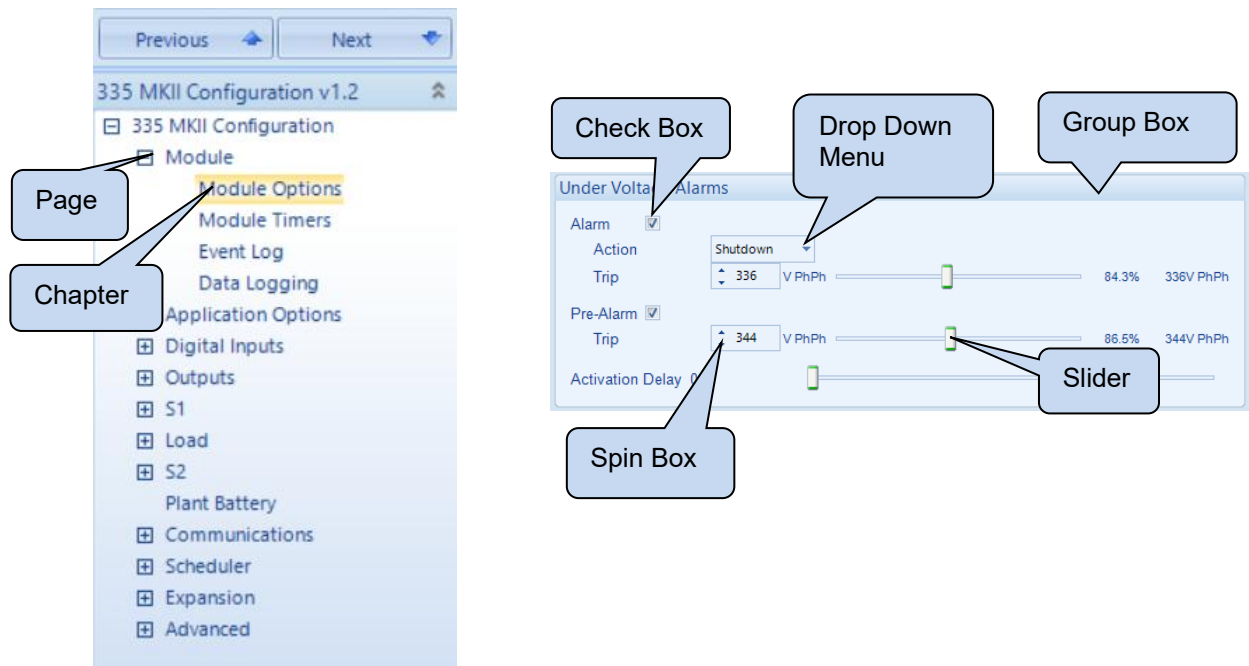 Previous
Next
335 MKII Configuration v1.2
335 MKII Configuration
Module
Module Options
Module Timers
Event Log
Data Logging
Application Options
Digital Inputs
Outputs
S1
Load
S2
Plant Battery
Communications
Scheduler
Expansion
Advanced
Page
Chapter
Check Box
Drop Down
Menu
Group Box
Under Voltage Alarms
Alarm
Action Shutdown
Trip 336 V PhPh 84.3% 336V PhPh
Pre-Alarm
Trip 344 V PhPh 86.5% 344V PhPh
Activation Delay
Slider
Spin Box